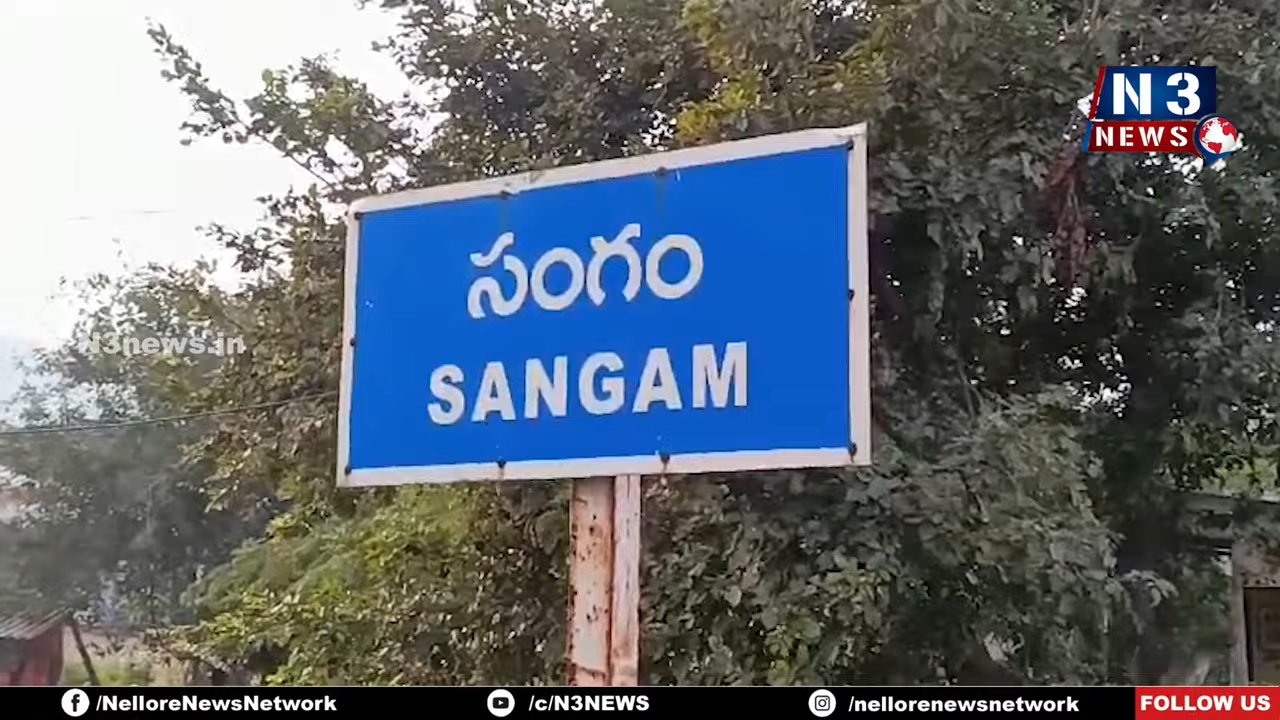 N3
NEWS
సంగం
SANGAM
N3news.in
/NelloreNewsNetwork
/c/N3NEWS
/nellorenewsnetwork
FOLLOW US